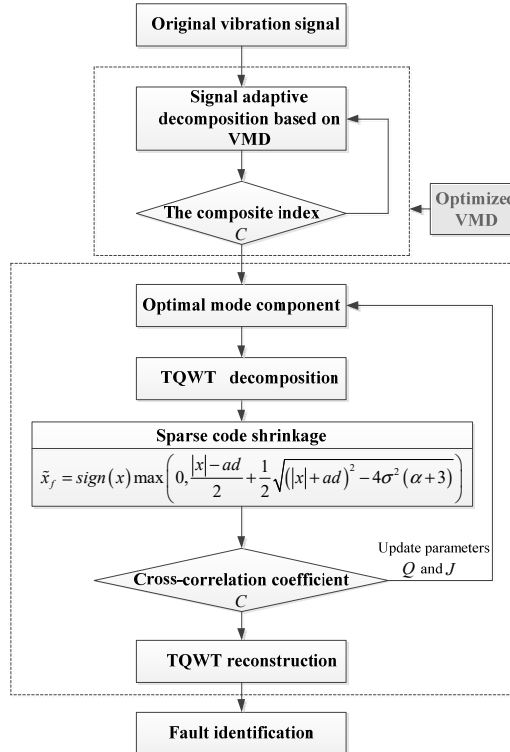 Original vibration signal
Signal adaptive
decomposition based on
VMD
The composite index
C
Optimized
VMD
Optimal mode component
TQWT decomposition
Sparse code shrinkage
x̃_f = sign(x) max(0, (|x| − ad)/2 + 1/2 √((|x| + ad)² − 4σ²(α + 3)))
Update parameters
Q and J
Cross-correlation coefficient
C
TQWT reconstruction
Fault identification